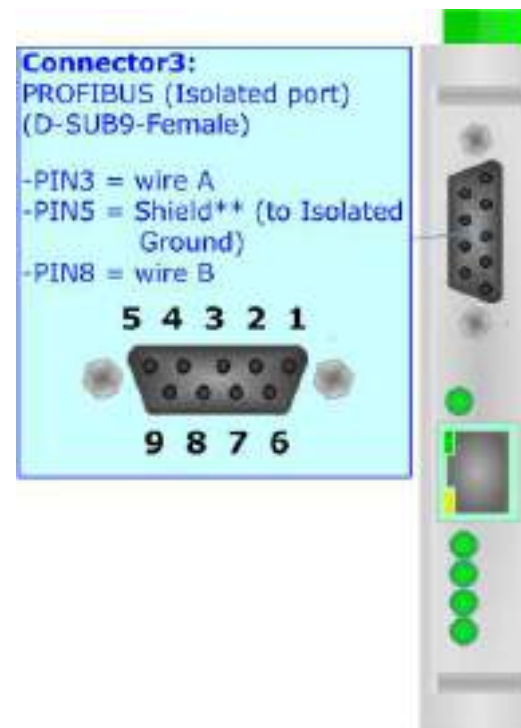 Connector3:
PROFIBUS (Isolated port)
(D-SUB9-Female)
-PIN3 = wire A
-PIN5 = Shield** (to Isolated
Ground)
-PIN8 = wire B
5 4 3 2 1
9 8 7 6